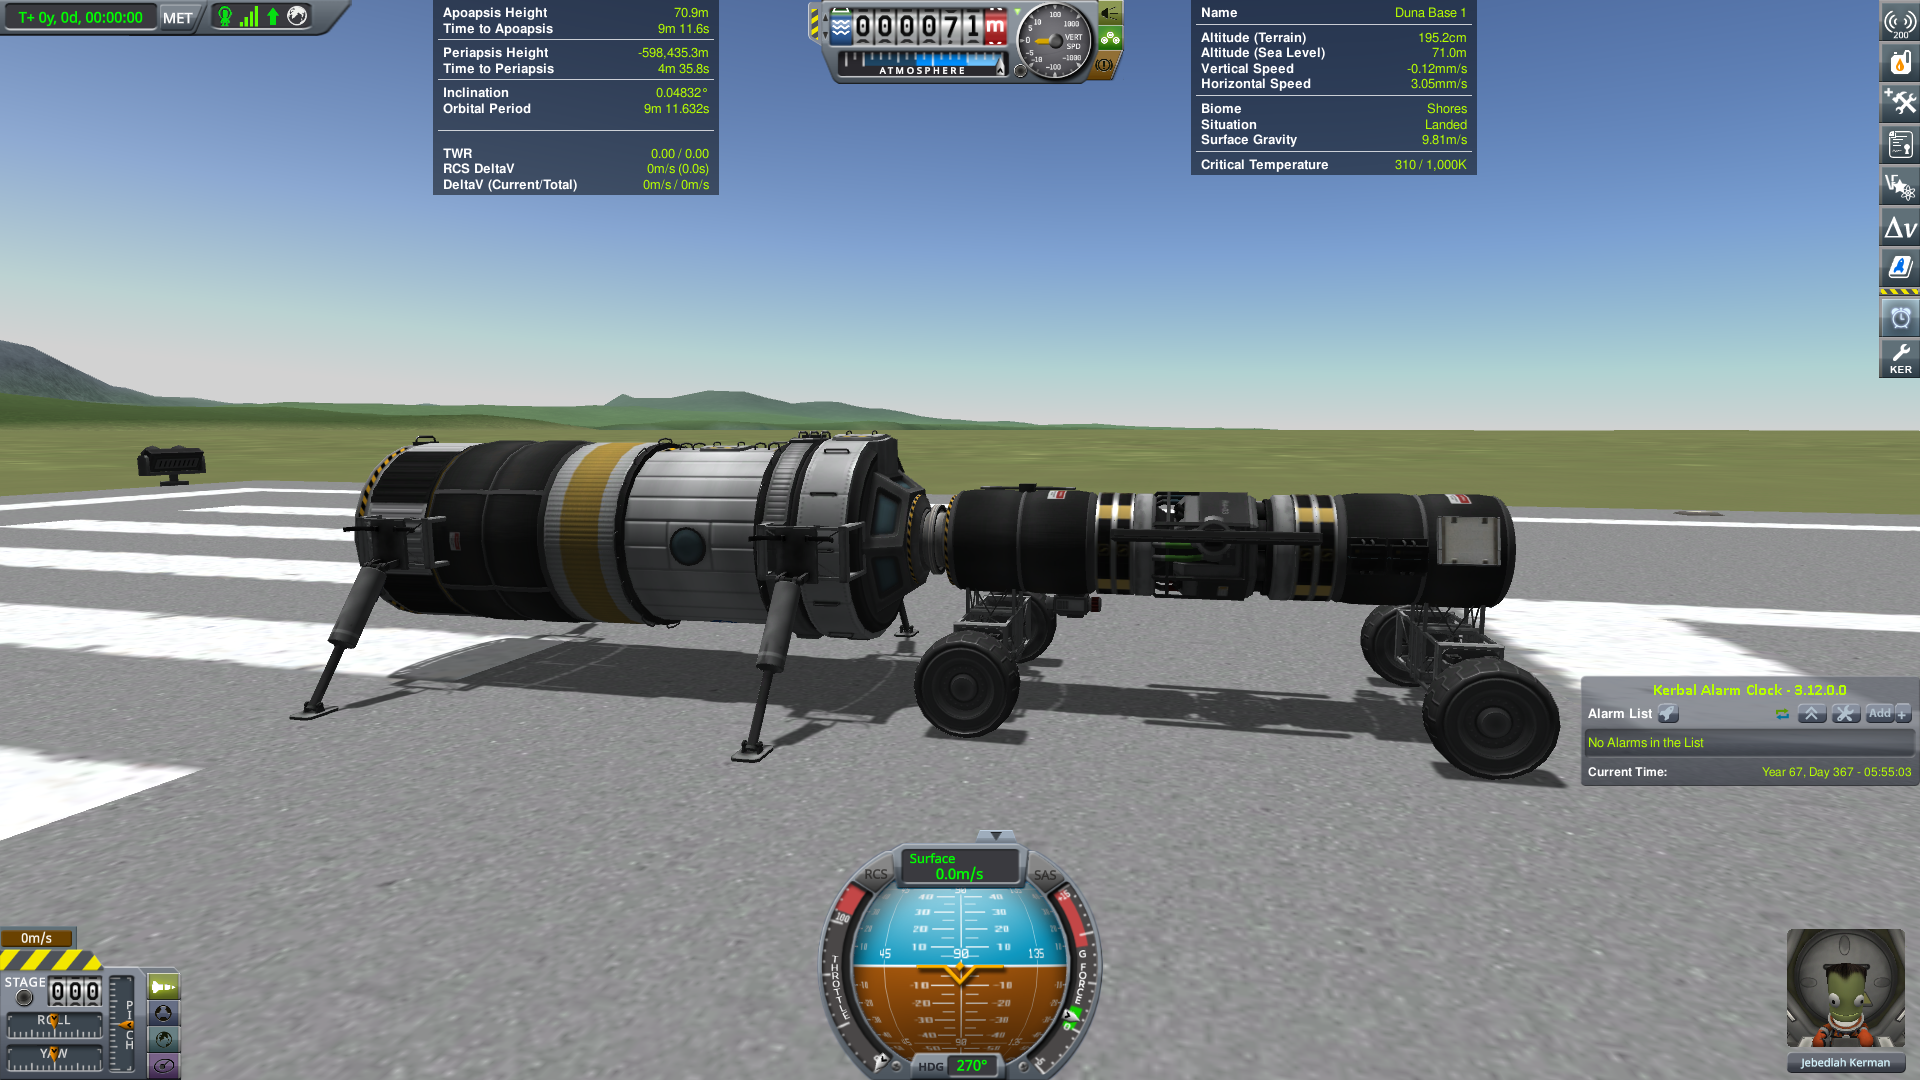 T+ 0y, 0d, 00:00:00 MET
Apoapsis Height 70.9m
Time to Apoapsis 9m 11.6s
Periapsis Height -598,435.3m
Time to Periapsis 4m 35.8s
Inclination 0.04832°
Orbital Period 9m 11.632s
TWR 0.00 / 0.00
RCS DeltaV 0m/s (0.0s)
DeltaV (Current/Total) 0m/s / 0m/s
000071m
ATMOSPHERE
VERT
SPD
Name Duna Base 1
Altitude (Terrain) 195.2cm
Altitude (Sea Level) 71.0m
Vertical Speed -0.12mm/s
Horizontal Speed 3.05mm/s
Biome Shores
Situation Landed
Surface Gravity 9.81m/s
Critical Temperature 310 / 1,000K
200
Δv
KER
Kerbal Alarm Clock - 3.12.0.0
Alarm List Add +
No Alarms in the List
Current Time: Year 67, Day 367 - 05:55:03
0m/s
STAGE 000
ROLL
YAW
PITCH
Surface
0.0m/s
RCS SAS
THROTTLE
G FORCE
45 90 135
HDG 270°
Jebediah Kerman